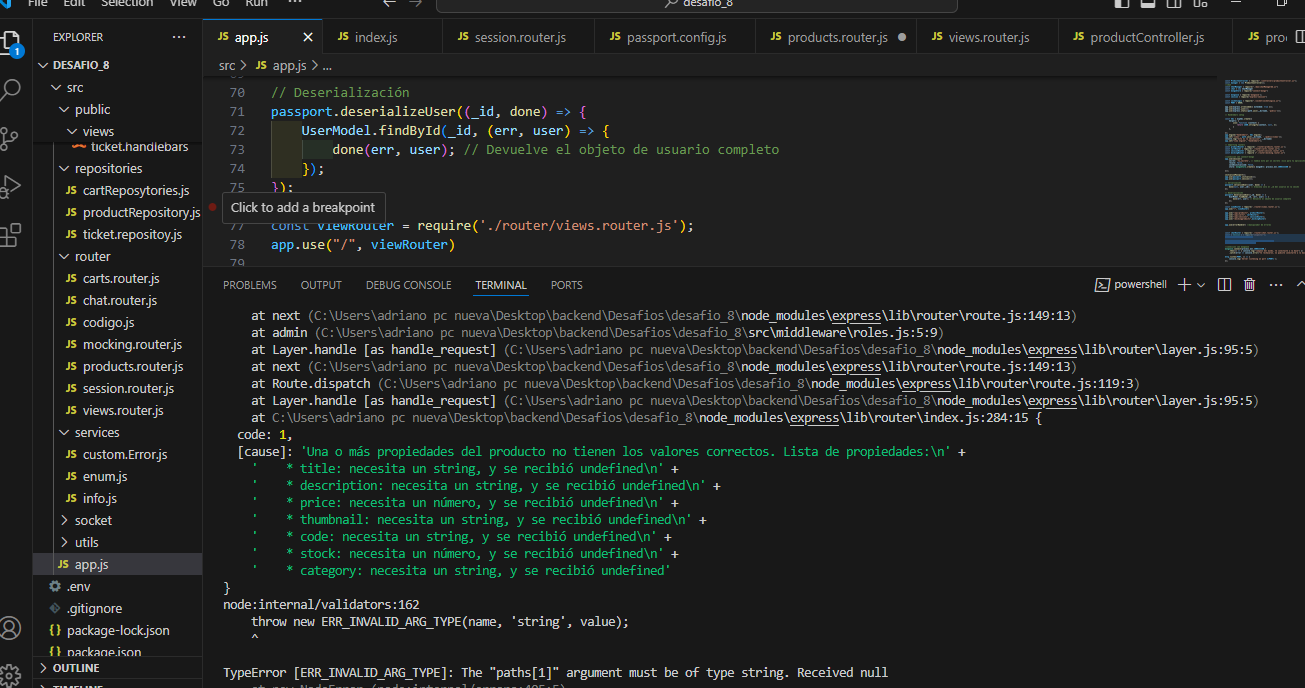 File Edit Selection View Go Run ···
desafio_8
EXPLORER ···
JS app.js ×
JS index.js
JS session.router.js
JS passport.config.js
JS products.router.js
JS views.router.js
JS productController.js
JS
DESAFIO_8
src
public
views
ticket.handlebars
repositories
JS cartReposytories.js
JS productRepository.js
JS ticket.repositoy.js
router
JS carts.router.js
JS chat.router.js
JS codigo.js
JS mocking.router.js
JS products.router.js
JS session.router.js
JS views.router.js
services
JS custom.Error.js
JS enum.js
JS info.js
socket
utils
JS app.js
.env
.gitignore
{} package-lock.json
{} package.json
OUTLINE
TIMELINE
1
src > JS app.js > ...
70 // Deserialización
71 passport.deserializeUser((_id, done) => {
72 UserModel.findById(_id, (err, user) => {
73 done(err, user); // Devuelve el objeto de usuario completo
74 });
75 });
Click to add a breakpoint
77 const viewRouter = require('./router/views.router.js');
78 app.use("/", viewRouter)
79
PROBLEMS OUTPUT DEBUG CONSOLE TERMINAL PORTS
powershell
at next (C:\Users\adriano pc nueva\Desktop\backend\Desafios\desafio_8\node_modules\express\lib\router\route.js:149:13)
at admin (C:\Users\adriano pc nueva\Desktop\backend\Desafios\desafio_8\src\middleware\roles.js:5:9)
at Layer.handle [as handle_request] (C:\Users\adriano pc nueva\Desktop\backend\Desafios\desafio_8\node_modules\express\lib\router\layer.js:95:5)
at next (C:\Users\adriano pc nueva\Desktop\backend\Desafios\desafio_8\node_modules\express\lib\router\route.js:149:13)
at Route.dispatch (C:\Users\adriano pc nueva\Desktop\backend\Desafios\desafio_8\node_modules\express\lib\router\route.js:119:3)
at Layer.handle [as handle_request] (C:\Users\adriano pc nueva\Desktop\backend\Desafios\desafio_8\node_modules\express\lib\router\layer.js:95:5)
at C:\Users\adriano pc nueva\Desktop\backend\Desafios\desafio_8\node_modules\express\lib\router\index.js:284:15 {
code: 1,
[cause]: 'Una o más propiedades del producto no tienen los valores correctos. Lista de propiedades:\n' +
' * title: necesita un string, y se recibió undefined\n' +
' * description: necesita un string, y se recibió undefined\n' +
' * price: necesita un número, y se recibió undefined\n' +
' * thumbnail: necesita un string, y se recibió undefined\n' +
' * code: necesita un string, y se recibió undefined\n' +
' * stock: necesita un número, y se recibió undefined\n' +
' * category: necesita un string, y se recibió undefined'
}
node:internal/validators:162
throw new ERR_INVALID_ARG_TYPE(name, 'string', value);
^
TypeError [ERR_INVALID_ARG_TYPE]: The "paths[1]" argument must be of type string. Received null